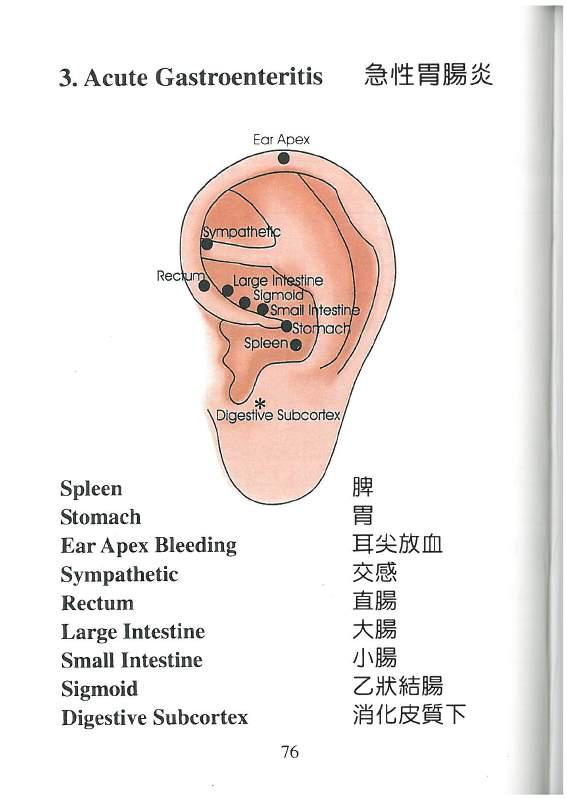 3. Acute Gastroenteritis 急性胃腸炎
Ear Apex
Sympathetic
Rectum
Large Intestine
Sigmoid
Small Intestine
Stomach
Spleen
*
Digestive Subcortex
Spleen 脾
Stomach 胃
Ear Apex Bleeding 耳尖放血
Sympathetic 交感
Rectum 直腸
Large Intestine 大腸
Small Intestine 小腸
Sigmoid 乙狀結腸
Digestive Subcortex 消化皮質下
76